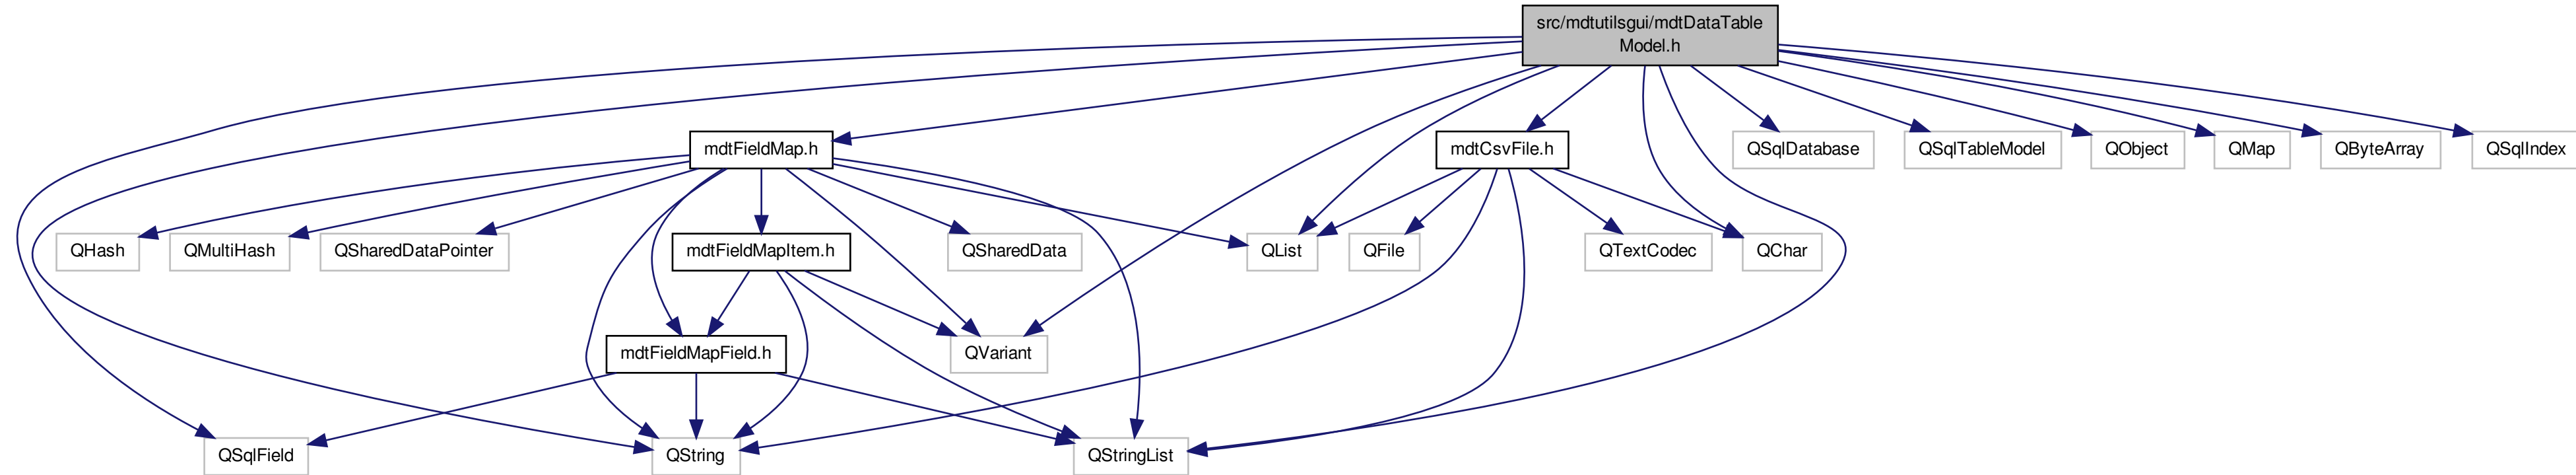 src/mdtutilsgui/mdtDataTable
Model.h
mdtFieldMap.h
mdtCsvFile.h
QSqlDatabase
QSqlTableModel
QObject
QMap
QByteArray
QSqlIndex
QHash
QMultiHash
QSharedDataPointer
mdtFieldMapItem.h
QSharedData
QList
QFile
QTextCodec
QChar
mdtFieldMapField.h
QVariant
QSqlField
QString
QStringList